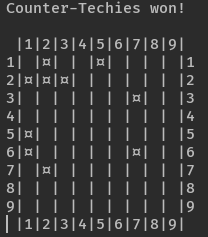 Counter-Techies won!
 |1|2|3|4|5|6|7|8|9|
1| |¤| | |¤| | | | |1
2|¤|¤|¤| | | | | | |2
3| | | | | | |¤| | |3
4| | | | | | | | | |4
5|¤| | | | | | | | |5
6|¤| | | | | |¤| | |6
7| |¤| | | | | | | |7
8| | | | | | | | | |8
9| | | | | | | | | |9
 |1|2|3|4|5|6|7|8|9|